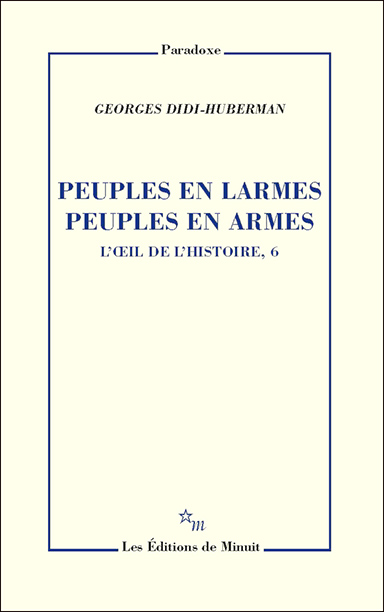 Paradoxe
GEORGES DIDI-HUBERMAN
PEUPLES EN LARMES
PEUPLES EN ARMES
L'ŒIL DE L'HISTOIRE, 6
m
Les Éditions de Minuit